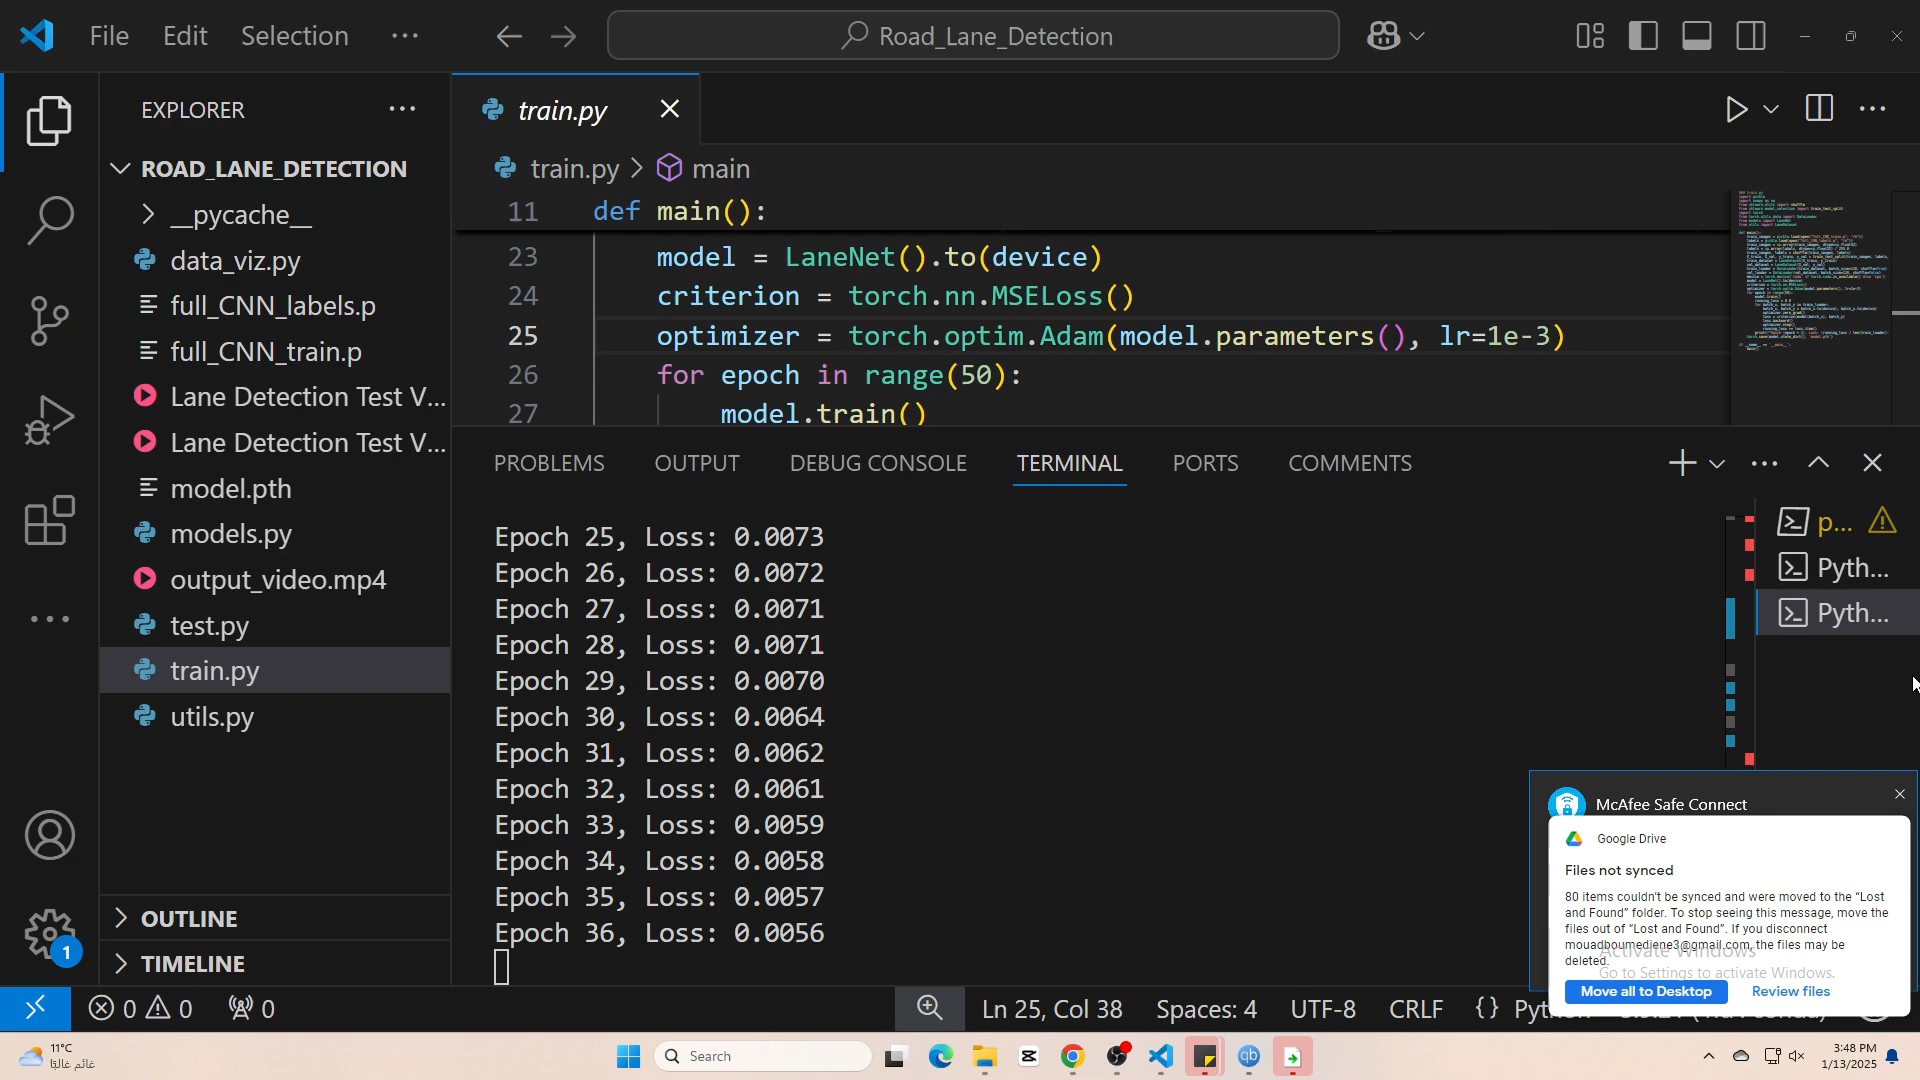 File Edit Selection ··· Road_Lane_Detection
EXPLORER ···
ROAD_LANE_DETECTION
__pycache__
data_viz.py
full_CNN_labels.p
full_CNN_train.p
Lane Detection Test V...
Lane Detection Test V...
model.pth
models.py
output_video.mp4
test.py
train.py
utils.py
OUTLINE
TIMELINE
1
train.py
train.py > main
11 def main():
23 model = LaneNet().to(device)
24 criterion = torch.nn.MSELoss()
25 optimizer = torch.optim.Adam(model.parameters(), lr=1e-3)
26 for epoch in range(50):
27 model.train()
PROBLEMS OUTPUT DEBUG CONSOLE TERMINAL PORTS COMMENTS
Epoch 25, Loss: 0.0073
Epoch 26, Loss: 0.0072
Epoch 27, Loss: 0.0071
Epoch 28, Loss: 0.0071
Epoch 29, Loss: 0.0070
Epoch 30, Loss: 0.0064
Epoch 31, Loss: 0.0062
Epoch 32, Loss: 0.0061
Epoch 33, Loss: 0.0059
Epoch 34, Loss: 0.0058
Epoch 35, Loss: 0.0057
Epoch 36, Loss: 0.0056
p...
Pyth...
Pyth...
McAfee Safe Connect
Google Drive
Files not synced
80 items couldn't be synced and were moved to the “Lost
and Found” folder. To stop seeing this message, move the
files out of “Lost and Found”. If you disconnect
mouadboumediene3@gmail.com, the files may be
deleted.
Activate Windows
Go to Settings to activate Windows.
Move all to Desktop Review files
0 0 0 Ln 25, Col 38 Spaces: 4 UTF-8 CRLF {}
11°C
غائم غالبًا
Search
3:48 PM
1/13/2025